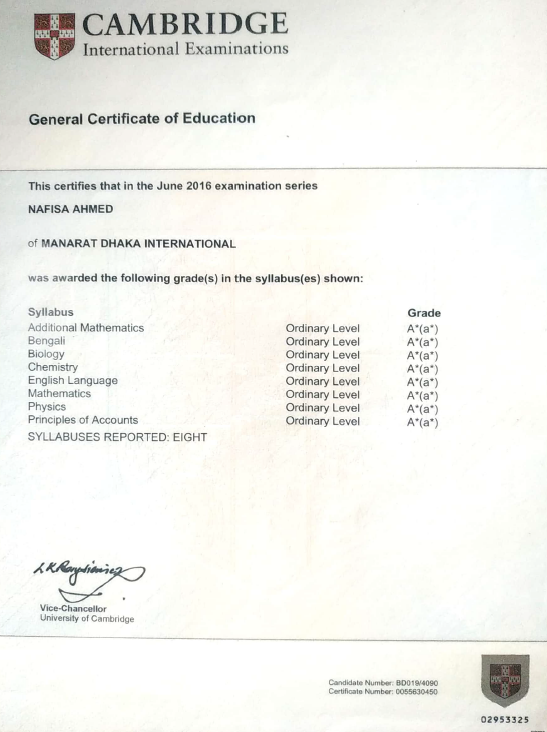 CAMBRIDGE
International Examinations
General Certificate of Education
This certifies that in the June 2016 examination series
NAFISA AHMED
of MANARAT DHAKA INTERNATIONAL
was awarded the following grade(s) in the syllabus(es) shown:
Syllabus Grade
Additional Mathematics Ordinary Level A*(a*)
Bengali Ordinary Level A*(a*)
Biology Ordinary Level A*(a*)
Chemistry Ordinary Level A*(a*)
English Language Ordinary Level A*(a*)
Mathematics Ordinary Level A*(a*)
Physics Ordinary Level A*(a*)
Principles of Accounts Ordinary Level A*(a*)
SYLLABUSES REPORTED: EIGHT
Vice-Chancellor
University of Cambridge
Candidate Number: BD019/4090
Certificate Number: 0055630450
02953325